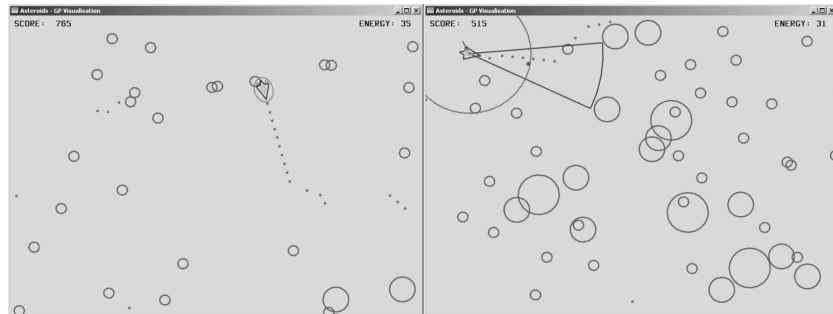 Asteroids - GP Visualisation
SCORE: 765 ENERGY: 35
Asteroids - GP Visualisation
SCORE: 515 ENERGY: 31